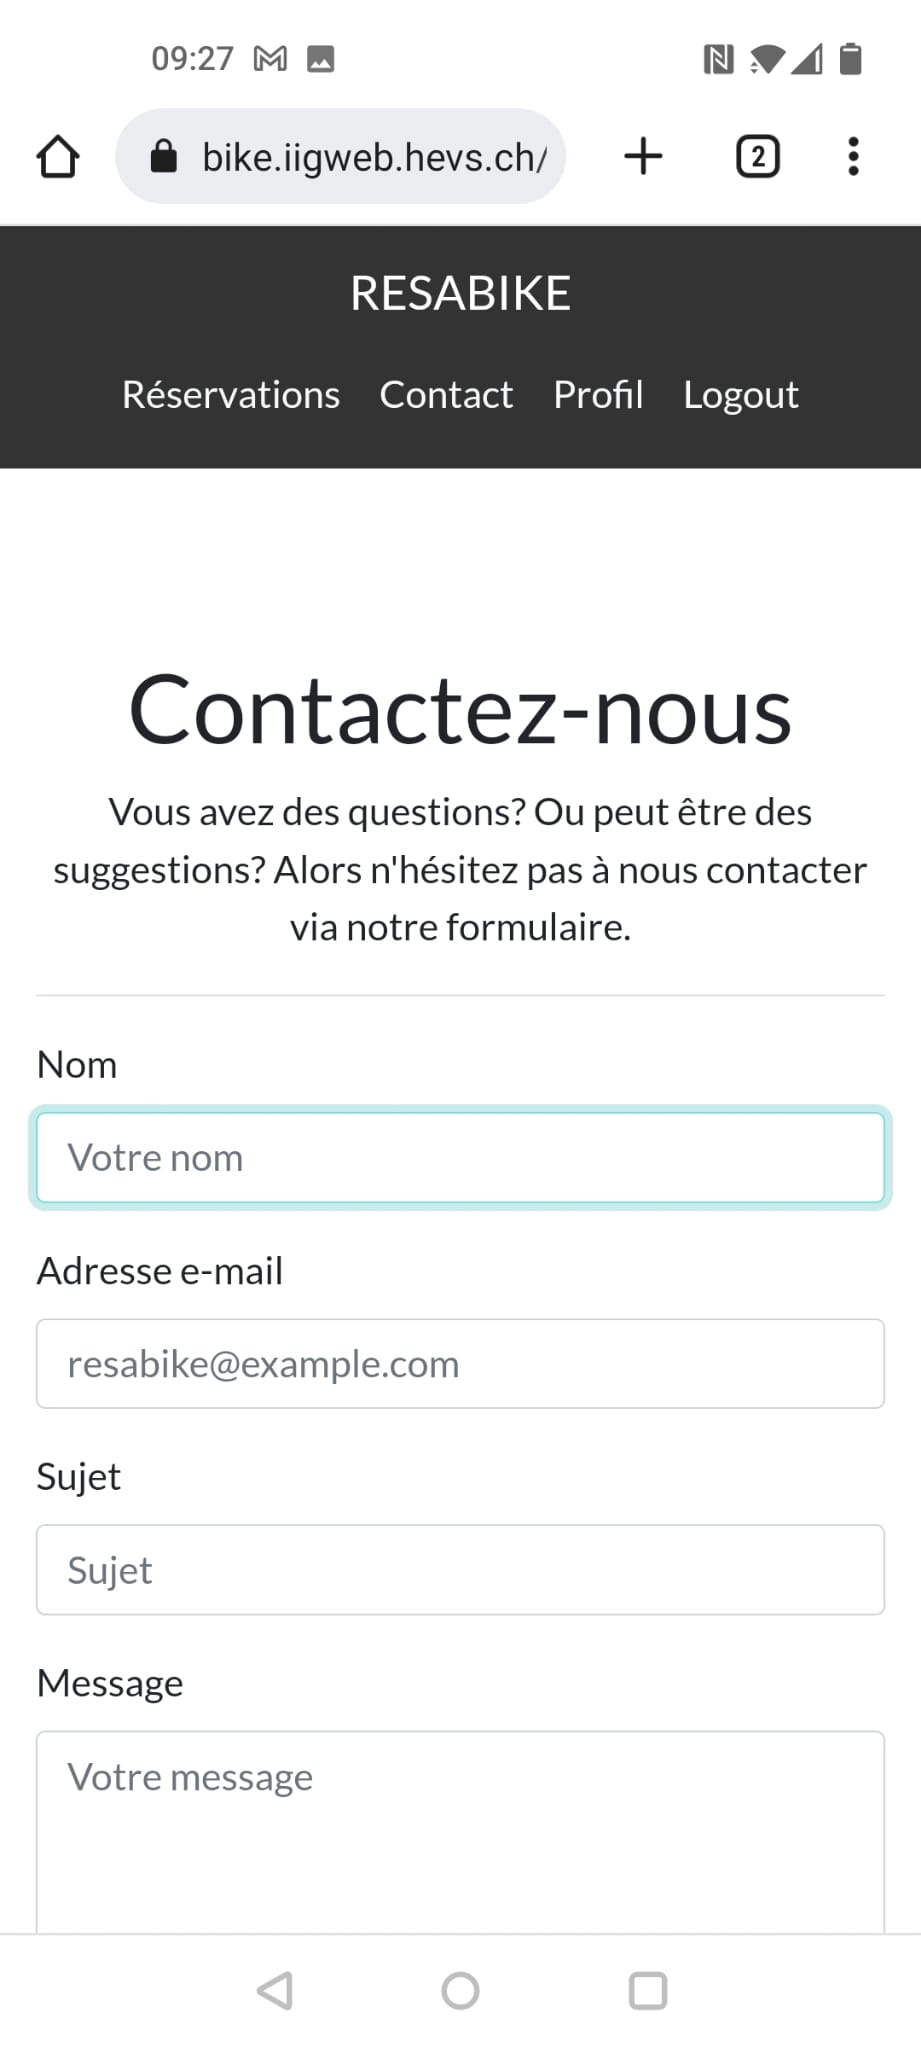 09:27
bike.iigweb.hevs.ch/
2
RESABIKE
Réservations Contact Profil Logout
Contactez-nous
Vous avez des questions? Ou peut être des
suggestions? Alors n'hésitez pas à nous contacter
via notre formulaire.
Nom
Votre nom
Adresse e-mail
resabike@example.com
Sujet
Sujet
Message
Votre message